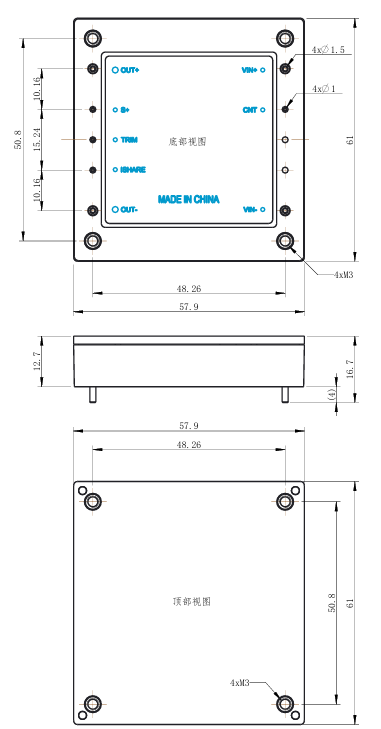 OUT+ VIN+
4x∅1.5
S+ CNT
4x∅1
TRIM
底部视图
ISHARE
MADE IN CHINA
OUT- VIN-
10.16
15.24
10.16
50.8
61
4xM3
48.26
57.9
12.7
16.7
(4)
57.9
48.26
顶部视图
50.8
61
4xM3